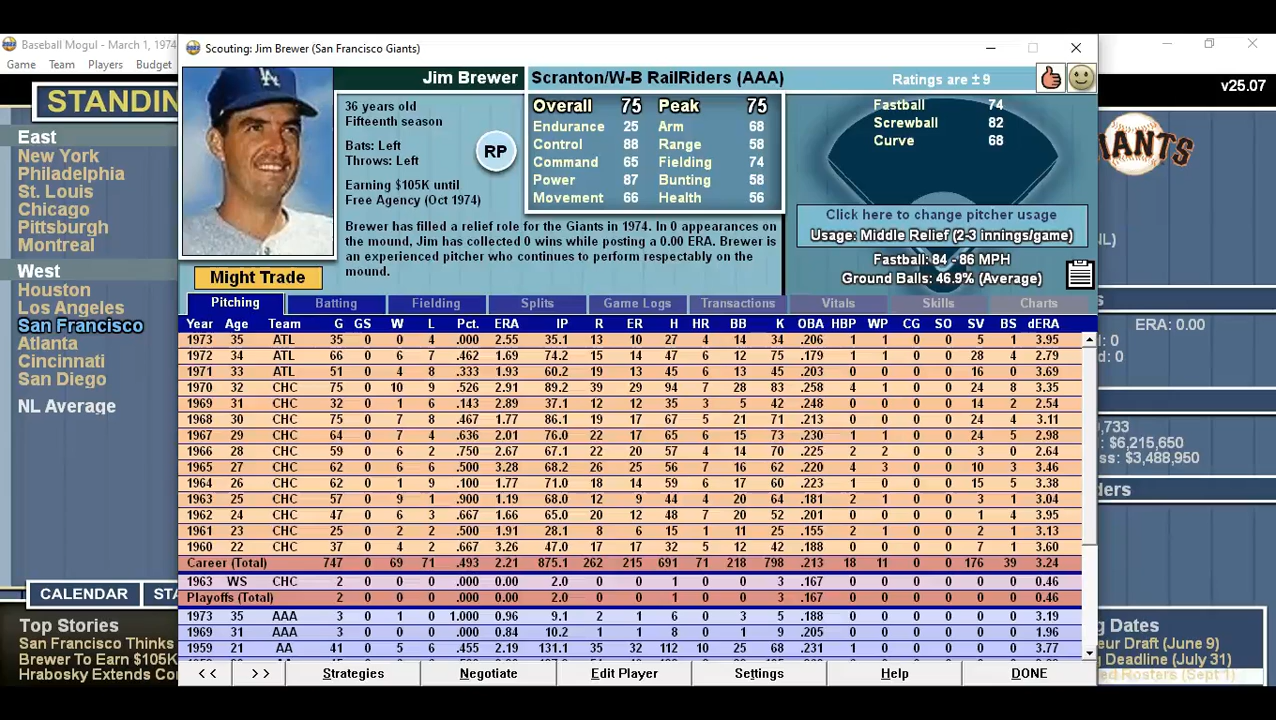 Baseball Mogul - March 1, 1974
Game Team Players Budget
Scouting: Jim Brewer (San Francisco Giants)
v25.07
STANDIN
East
New York
Philadelphia
St. Louis
Chicago
Pittsburgh
Montreal
West
Houston
Los Angeles
San Francisco
Atlanta
Cincinnati
San Diego
NL Average
CALENDAR STA
Top Stories
San Francisco Thinks
Brewer To Earn $105K
Hrabosky Extends Con
Jim Brewer
36 years old
Fifteenth season
Bats: Left
Throws: Left
Earning $105K until
Free Agency (Oct 1974)
RP
Scranton/W-B RailRiders (AAA)
Overall 75 Peak 75
Endurance 25 Arm 68
Control 88 Range 58
Command 65 Fielding 74
Power 87 Bunting 58
Movement 66 Health 56
Brewer has filled a relief role for the Giants in 1974. In 0 appearances on
the mound, Jim has collected 0 wins while posting a 0.00 ERA. Brewer is
an experienced pitcher who continues to perform respectably on the
mound.
Ratings are ± 9
Fastball 74
Screwball 82
Curve 68
Click here to change pitcher usage
Usage: Middle Relief (2-3 innings/game)
Fastball: 84 - 86 MPH
Ground Balls: 46.9% (Average)
Might Trade
Pitching Batting Fielding Splits Game Logs Transactions Vitals Skills Charts
Year Age Team G GS W L Pct. ERA IP R ER H HR BB K OBA HBP WP CG SO SV BS dERA
1973 35 ATL 35 0 0 4 .000 2.55 35.1 13 10 27 4 14 34 .206 1 1 0 0 5 1 3.95
1972 34 ATL 66 0 6 7 .462 1.69 74.2 15 14 47 6 12 75 .179 1 1 0 0 28 4 2.79
1971 33 ATL 51 0 4 8 .333 1.93 60.2 19 13 45 6 13 45 .203 0 0 0 0 16 0 3.69
1970 32 CHC 75 0 10 9 .526 2.91 89.2 39 29 94 7 28 83 .258 4 1 0 0 24 8 3.35
1969 31 CHC 32 0 1 6 .143 2.89 37.1 12 12 35 3 5 42 .248 0 0 0 0 14 2 2.54
1968 30 CHC 75 0 7 8 .467 1.77 86.1 19 17 67 5 21 71 .213 0 0 0 0 24 4 3.11
1967 29 CHC 64 0 7 4 .636 2.01 76.0 22 17 65 6 15 73 .230 1 1 0 0 24 5 2.98
1966 28 CHC 59 0 6 2 .750 2.67 67.1 22 20 57 4 14 70 .225 2 2 0 0 3 0 3.46
1965 27 CHC 62 0 6 6 .500 3.28 68.2 26 25 56 7 16 62 .220 4 3 0 0 10 3 3.64
1964 26 CHC 62 0 1 9 .100 1.77 71.0 18 14 59 6 17 60 .223 1 1 0 0 15 5 3.38
1963 25 CHC 57 0 9 1 .900 1.19 68.0 12 9 44 4 20 64 .181 2 1 0 0 3 1 3.04
1962 24 CHC 47 0 6 3 .667 1.66 65.0 20 12 48 7 20 52 .201 0 0 0 0 1 4 3.95
1961 23 CHC 25 0 2 2 .500 1.91 28.1 8 6 15 1 11 25 .155 2 1 0 0 2 1 3.13
1960 22 CHC 37 0 4 2 .667 3.26 47.0 17 17 32 5 12 42 .188 0 0 0 0 7 1 3.60
Career (Total) 747 0 69 71 .493 2.21 875.1 262 215 691 71 218 798 .213 18 11 0 0 176 39 3.24
1963 WS CHC 2 0 0 0 .000 0.00 2.0 0 0 1 0 0 3 .167 0 0 0 0 0 0 0.46
Playoffs (Total) 2 0 0 0 .000 0.00 2.0 0 0 1 0 0 3 .167 0 0 0 0 0 0 0.46
1973 35 AAA 3 0 1 0 1.000 0.96 9.1 2 1 6 0 3 5 .188 0 0 0 0 0 0 3.19
1969 31 AAA 3 0 0 0 .000 0.84 10.2 1 1 8 0 1 9 .205 0 0 0 0 0 0 1.96
1959 21 AA 41 0 5 6 .455 2.19 131.1 35 32 112 10 25 68 .231 2 0 0 0 9 0 3.77
<< >> Strategies Negotiate Edit Player Settings Help DONE
GIANTS
NL)
s
ERA: 0.00
: 0
d: 0
,733
: $6,215,650
ss: $3,488,950
ders
g Dates
eur Draft (June 9)
g Deadline (July 31)
ed Rosters (Sept 1)